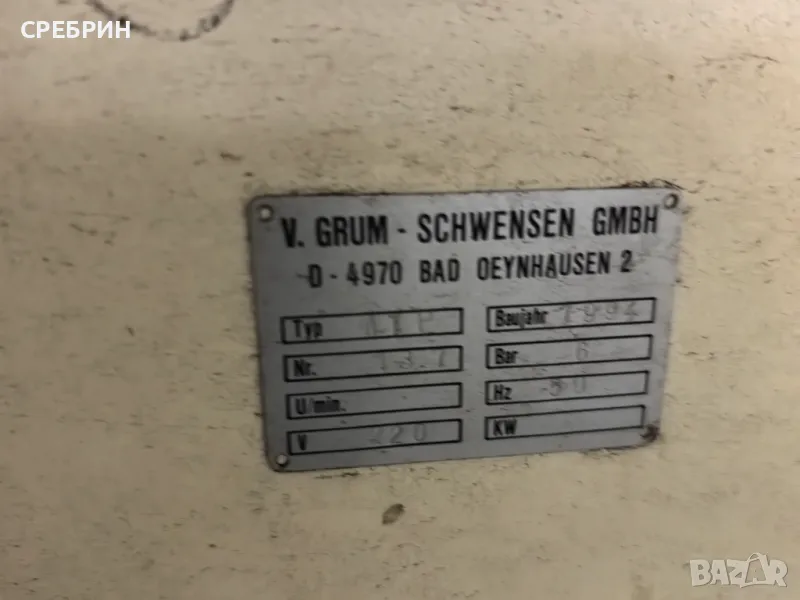 СРЕБРИН
V. GRUM - SCHWENSEN GMBH
D - 4970 BAD OEYNHAUSEN 2
Typ
Baujahr 1994
Nr.
Bar 6
U/min.
Hz 50
V 220
KW
BAZAR